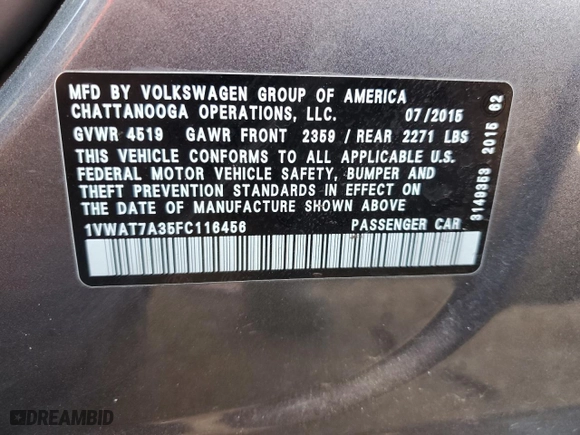 MFD BY VOLKSWAGEN GROUP OF AMERICA
CHATTANOOGA OPERATIONS, LLC. 07/2015
GVWR 4519 GAWR FRONT 2359 / REAR 2271 LBS
THIS VEHICLE CONFORMS TO ALL APPLICABLE U.S.
FEDERAL MOTOR VEHICLE SAFETY, BUMPER AND
THEFT PREVENTION STANDARDS IN EFFECT ON
THE DATE OF MANUFACTURE SHOWN ABOVE
1VWAT7A35FC116456 PASSENGER CAR
3149353 2015 62
DREAMBID